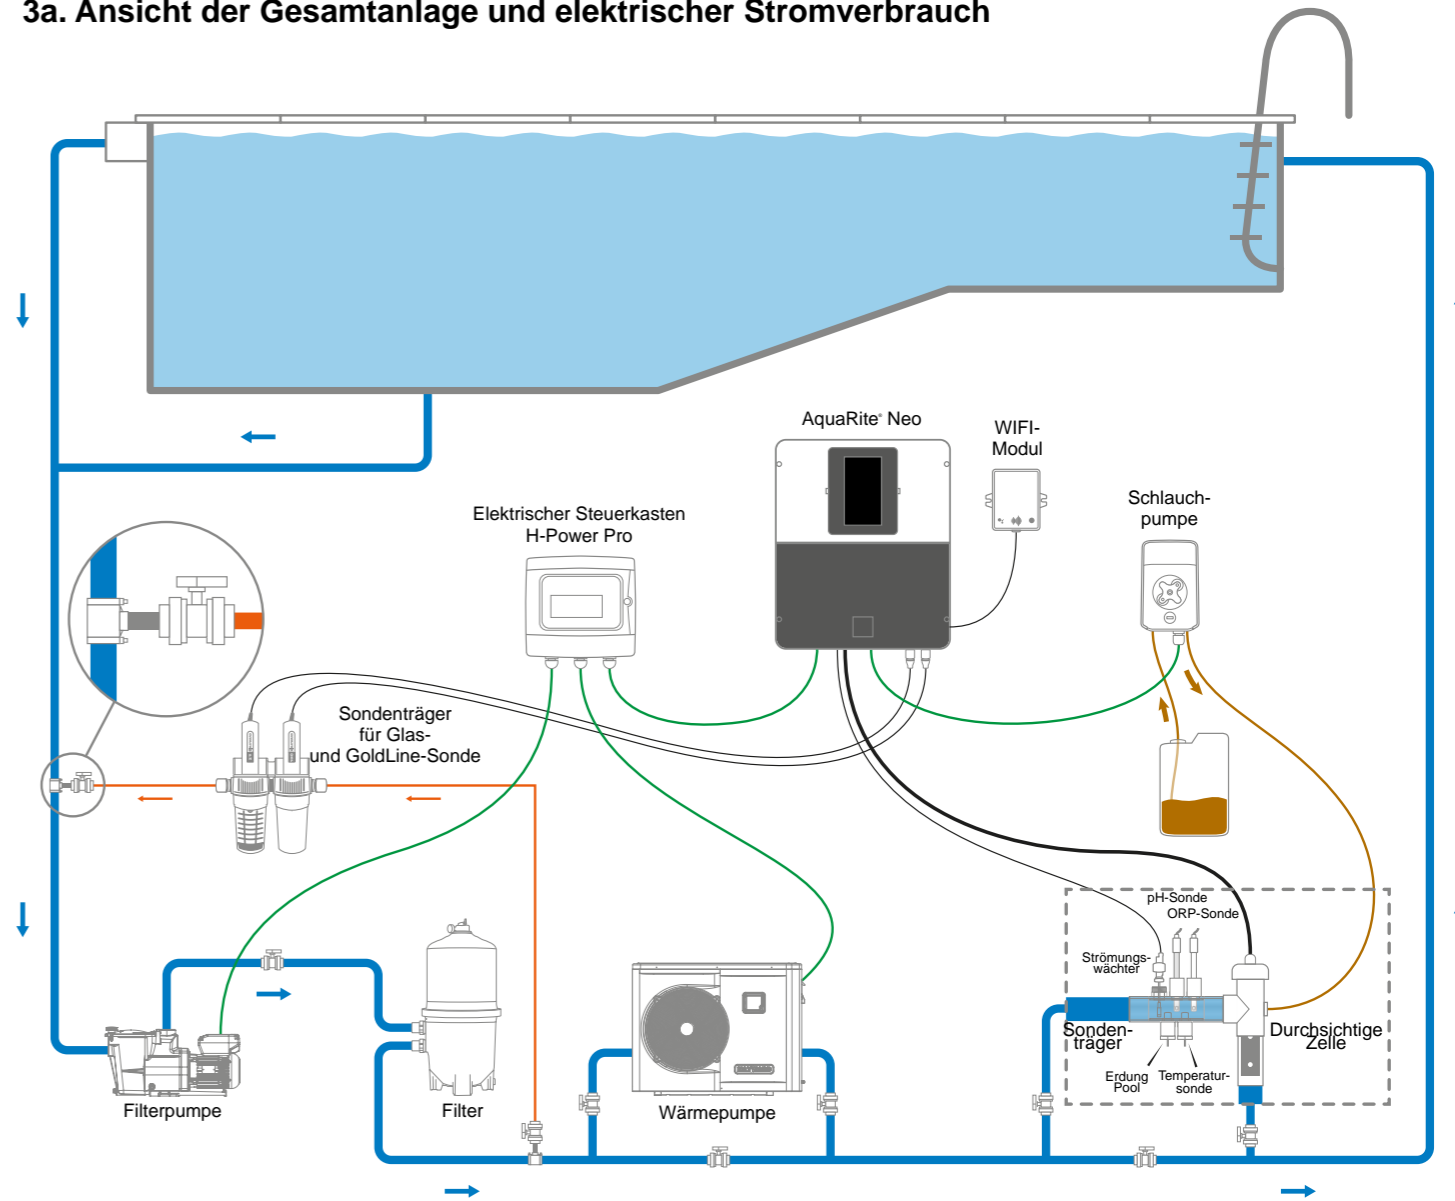 3a. Ansicht der Gesamtanlage und elektrischer Stromverbrauch
AquaRite® Neo
WIFI-
Modul
Elektrischer Steuerkasten
H-Power Pro
Schlauch-
pumpe
Sondenträger
für Glas-
und GoldLine-Sonde
pH-Sonde
ORP-Sonde
Strömungs-
wächter
Sonden-
träger
Durchsichtige
Zelle
Erdung
Pool
Temperatur-
sonde
Filterpumpe
Filter
Wärmepumpe